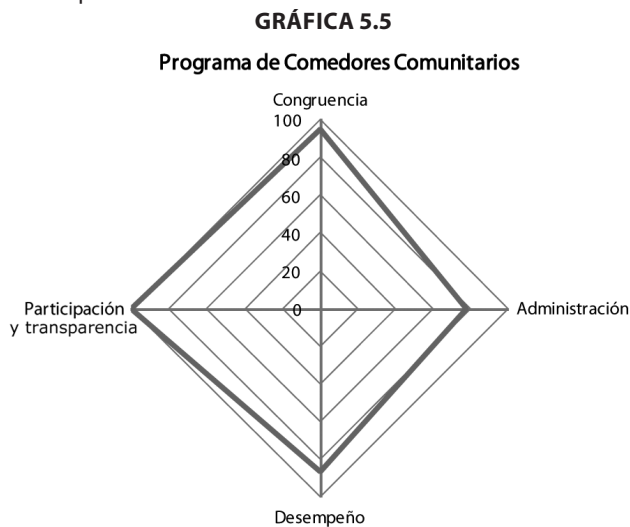 GRÁFICA 5.5
Programa de Comedores Comunitarios
Congruencia
100
80
60
40
20
0
Participación
y transparencia
Administración
Desempeño